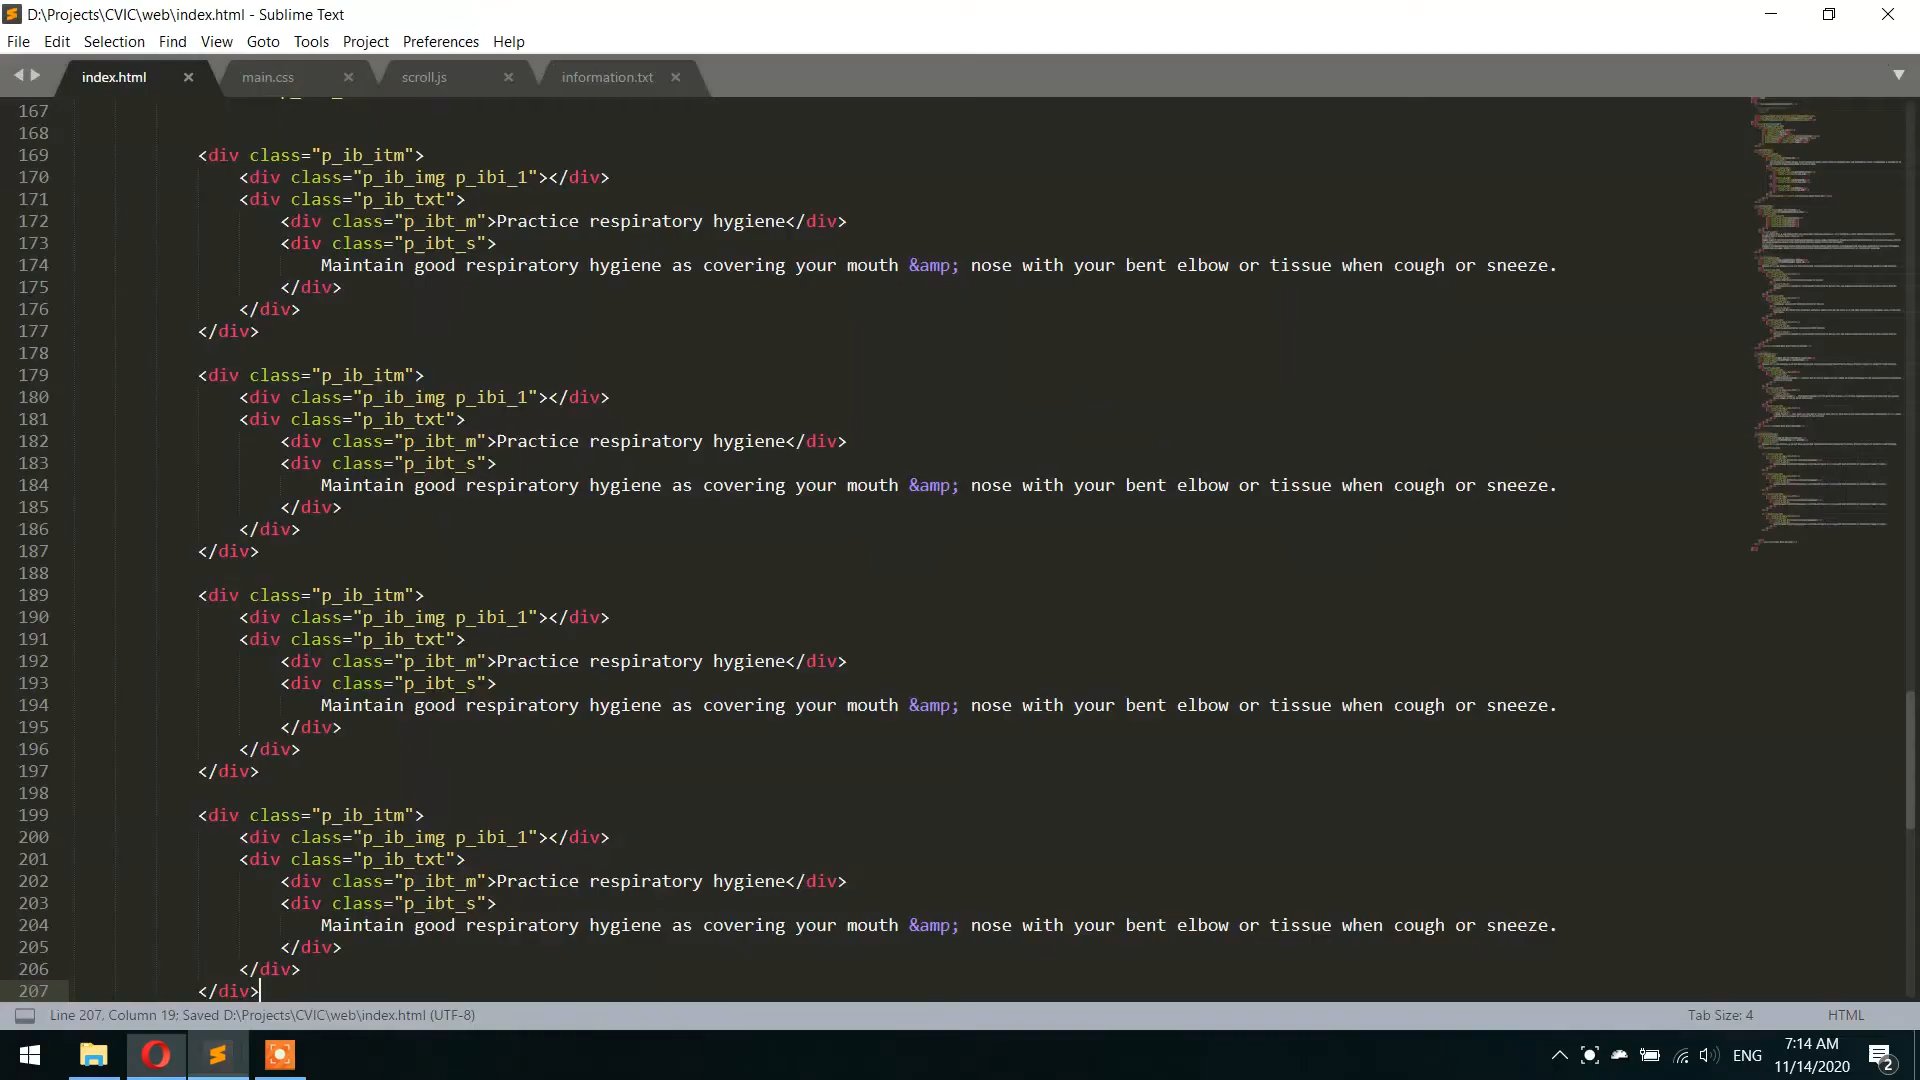 D:\Projects\CVIC\web\index.html - Sublime Text
File Edit Selection Find View Goto Tools Project Preferences Help
index.html main.css scroll.js information.txt
167
168
169 <div class="p_ib_itm">
170 <div class="p_ib_img p_ibi_1"></div>
171 <div class="p_ib_txt">
172 <div class="p_ibt_m">Practice respiratory hygiene</div>
173 <div class="p_ibt_s">
174 Maintain good respiratory hygiene as covering your mouth &amp; nose with your bent elbow or tissue when cough or sneeze.
175 </div>
176 </div>
177 </div>
178
179 <div class="p_ib_itm">
180 <div class="p_ib_img p_ibi_1"></div>
181 <div class="p_ib_txt">
182 <div class="p_ibt_m">Practice respiratory hygiene</div>
183 <div class="p_ibt_s">
184 Maintain good respiratory hygiene as covering your mouth &amp; nose with your bent elbow or tissue when cough or sneeze.
185 </div>
186 </div>
187 </div>
188
189 <div class="p_ib_itm">
190 <div class="p_ib_img p_ibi_1"></div>
191 <div class="p_ib_txt">
192 <div class="p_ibt_m">Practice respiratory hygiene</div>
193 <div class="p_ibt_s">
194 Maintain good respiratory hygiene as covering your mouth &amp; nose with your bent elbow or tissue when cough or sneeze.
195 </div>
196 </div>
197 </div>
198
199 <div class="p_ib_itm">
200 <div class="p_ib_img p_ibi_1"></div>
201 <div class="p_ib_txt">
202 <div class="p_ibt_m">Practice respiratory hygiene</div>
203 <div class="p_ibt_s">
204 Maintain good respiratory hygiene as covering your mouth &amp; nose with your bent elbow or tissue when cough or sneeze.
205 </div>
206 </div>
207 </div>
Line 207, Column 19; Saved D:\Projects\CVIC\web\index.html (UTF-8) Tab Size: 4 HTML
ENG 7:14 AM
11/14/2020 2